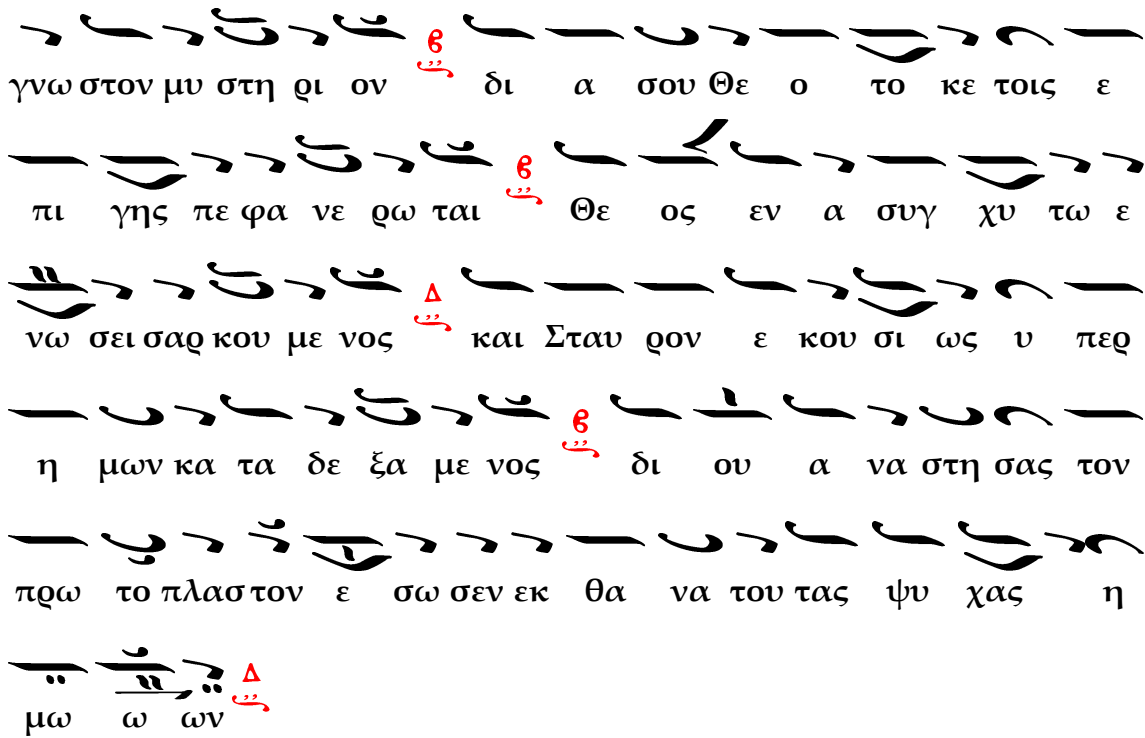 γνω στον μυ στη ρι ον ϐ δι α σου Θε ο το κε τοις ε
πι γης πε φα νε ρω ται ϐ Θε ος εν α συγ χυ τω ε
νω σει σαρ κου με νος Δ και Σταυ ρον ε κου σι ως υ περ
η μων κα τα δε ξα με νος ϐ δι ου α να στη σας τον
πρω το πλασ τον ε σω σεν εκ θα να του τας ψυ χας η
μω ω ων Δ